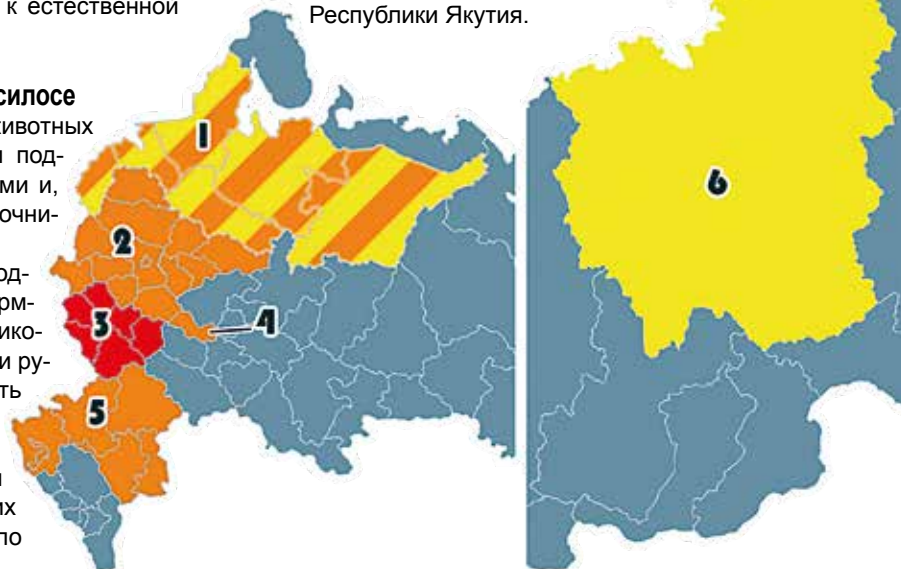 к естественной
силосе
животных
под-
ми и,
очни-
од-
рм-
ико-
и ру-
ть
их
по
Республики Якутия.
1
2
3
4
5
6